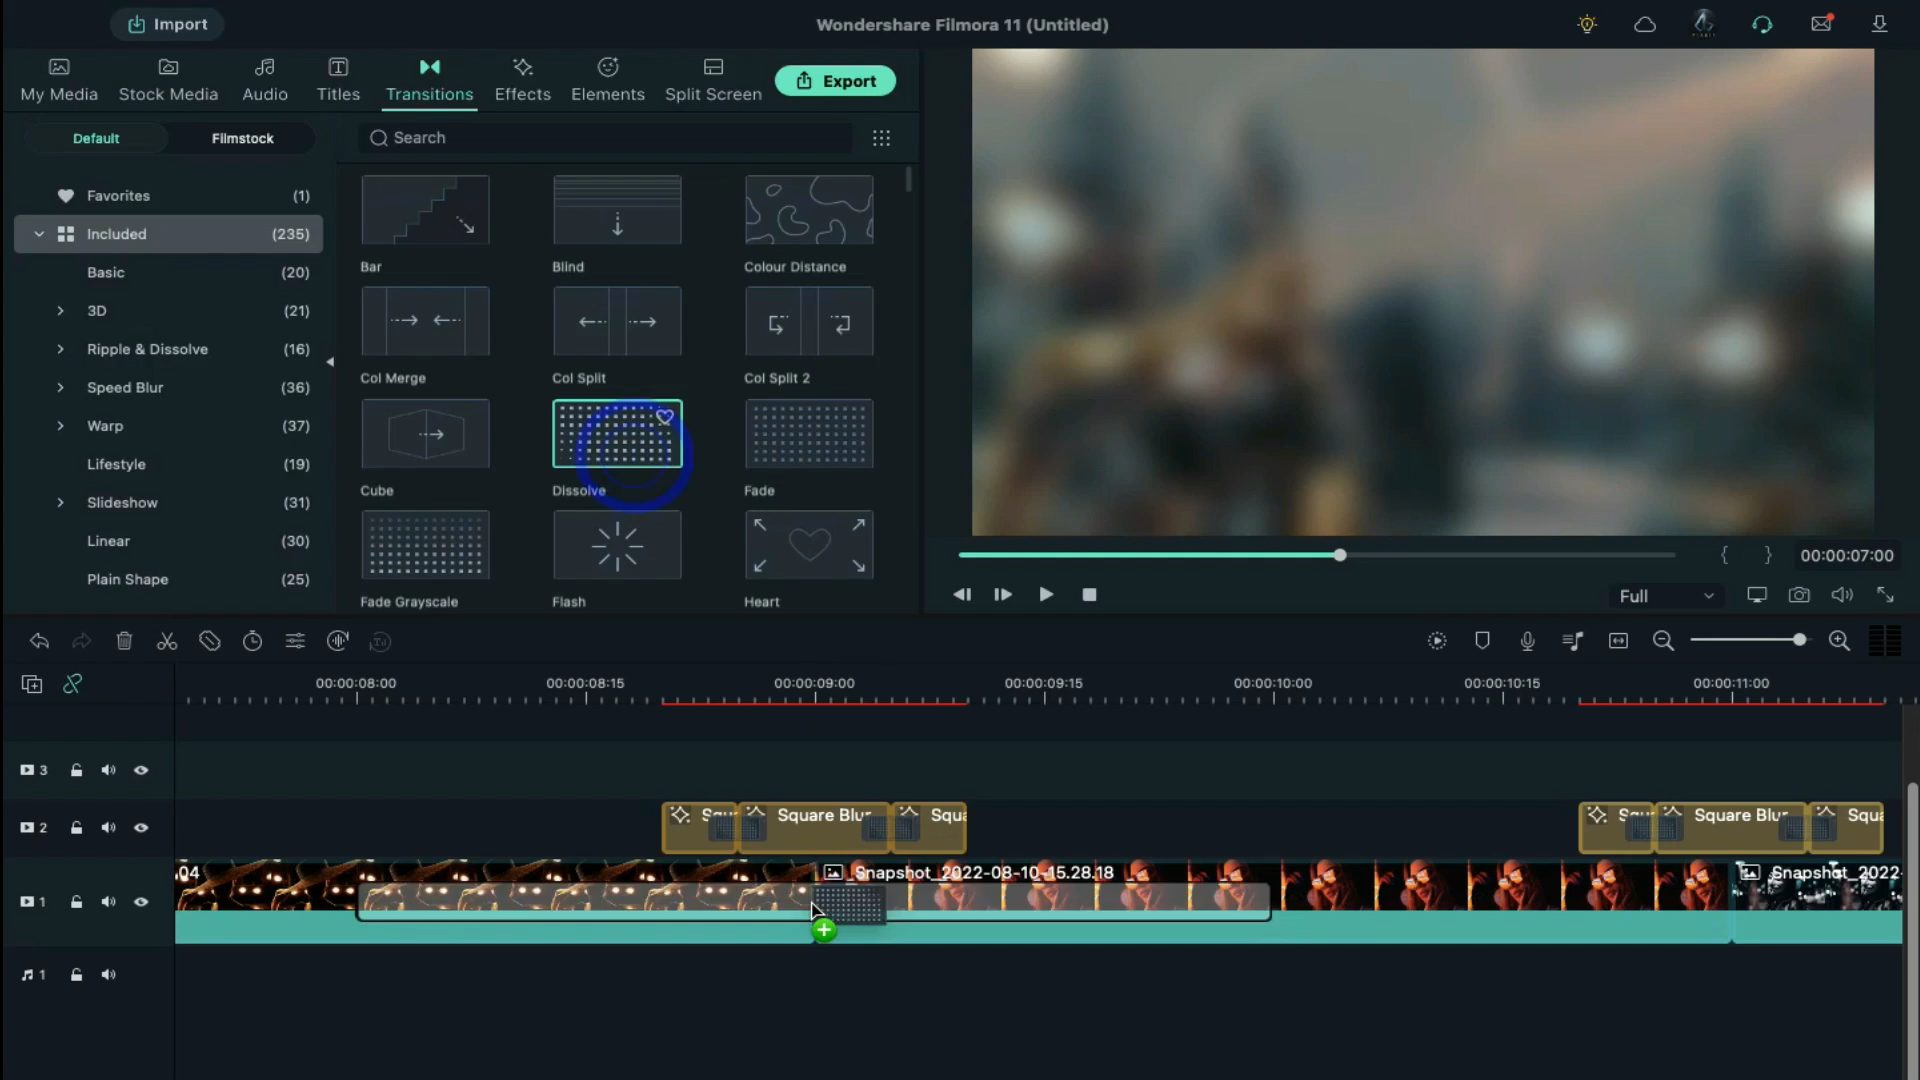 Import
Wondershare Filmora 11 (Untitled)
My Media
Stock Media
Audio
Titles
Transitions
Effects
Elements
Split Screen
Export
Default
Filmstock
Search
Favorites (1)
Included (235)
Basic (20)
3D (21)
Ripple & Dissolve (16)
Speed Blur (36)
Warp (37)
Lifestyle (19)
Slideshow (31)
Linear (30)
Plain Shape (25)
Bar
Blind
Colour Distance
Col Merge
Col Split
Col Split 2
Cube
Dissolve
Fade
Fade Grayscale
Flash
Heart
00:00:07:00
Full
00:00:08:00
00:00:08:15
00:00:09:00
00:00:09:15
00:00:10:00
00:00:10:15
00:00:11:00
3
2
Square Blur
Squa
Square Blur
Squa
04
Snapshot_2022-08-10-15.28.18
Snapshot_2022-
1
1